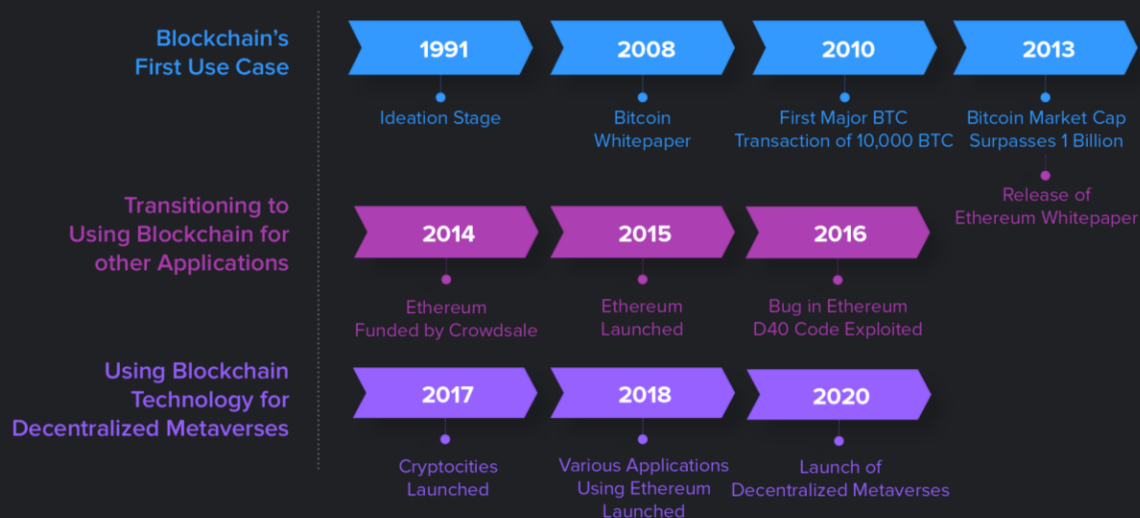 Blockchain's
First Use Case
1991
2008
2010
2013
Ideation Stage
Bitcoin
Whitepaper
First Major BTC
Transaction of 10,000 BTC
Bitcoin Market Cap
Surpasses 1 Billion
Release of
Ethereum Whitepaper
Transitioning to
Using Blockchain for
other Applications
2014
2015
2016
Ethereum
Funded by Crowdsale
Ethereum
Launched
Bug in Ethereum
D40 Code Exploited
Using Blockchain
Technology for
Decentralized Metaverses
2017
2018
2020
Cryptocities
Launched
Various Applications
Using Ethereum
Launched
Launch of
Decentralized Metaverses